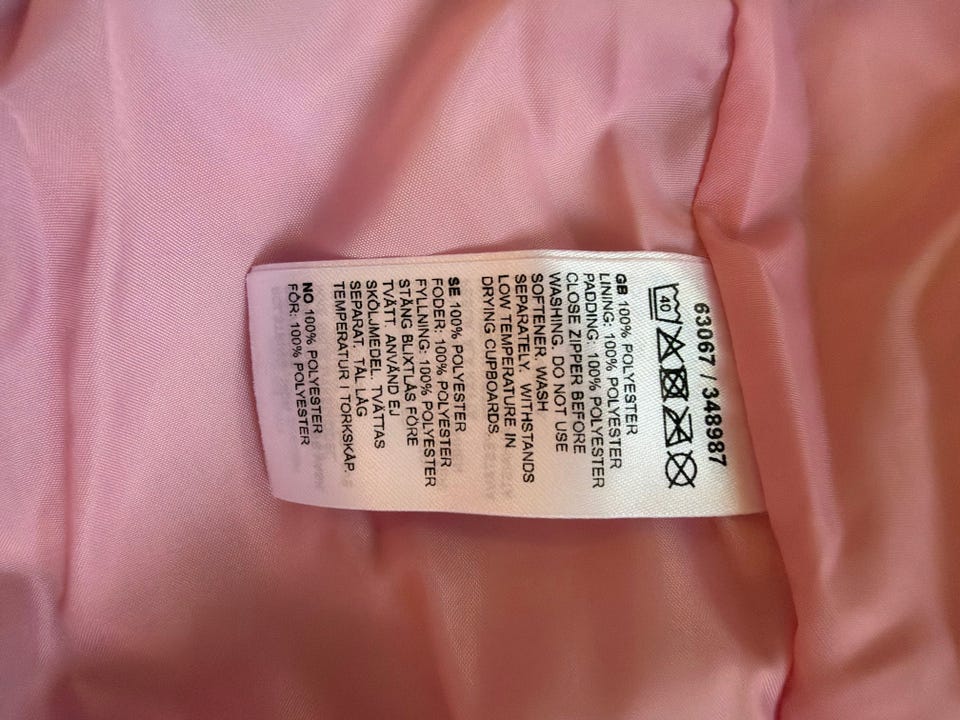 63067 / 348987
40
GB 100% POLYESTER
LINING: 100% POLYESTER
PADDING: 100% POLYESTER
CLOSE ZIPPER BEFORE
WASHING. DO NOT USE
SOFTENER. WASH
SEPARATELY. WITHSTANDS
LOW TEMPERATURE IN
DRYING CUPBOARDS.
SE 100% POLYESTER
FODER: 100% POLYESTER
FYLLNING: 100% POLYESTER
STÄNG BLIXTLÅS FÖRE
TVÄTT. ANVÄND EJ
SKÖLJMEDEL. TVÄTTAS
SEPARAT. TÅL LÅG
TEMPERATUR I TORKSKÅP.
NO 100% POLYESTER
FÔR: 100% POLYESTER